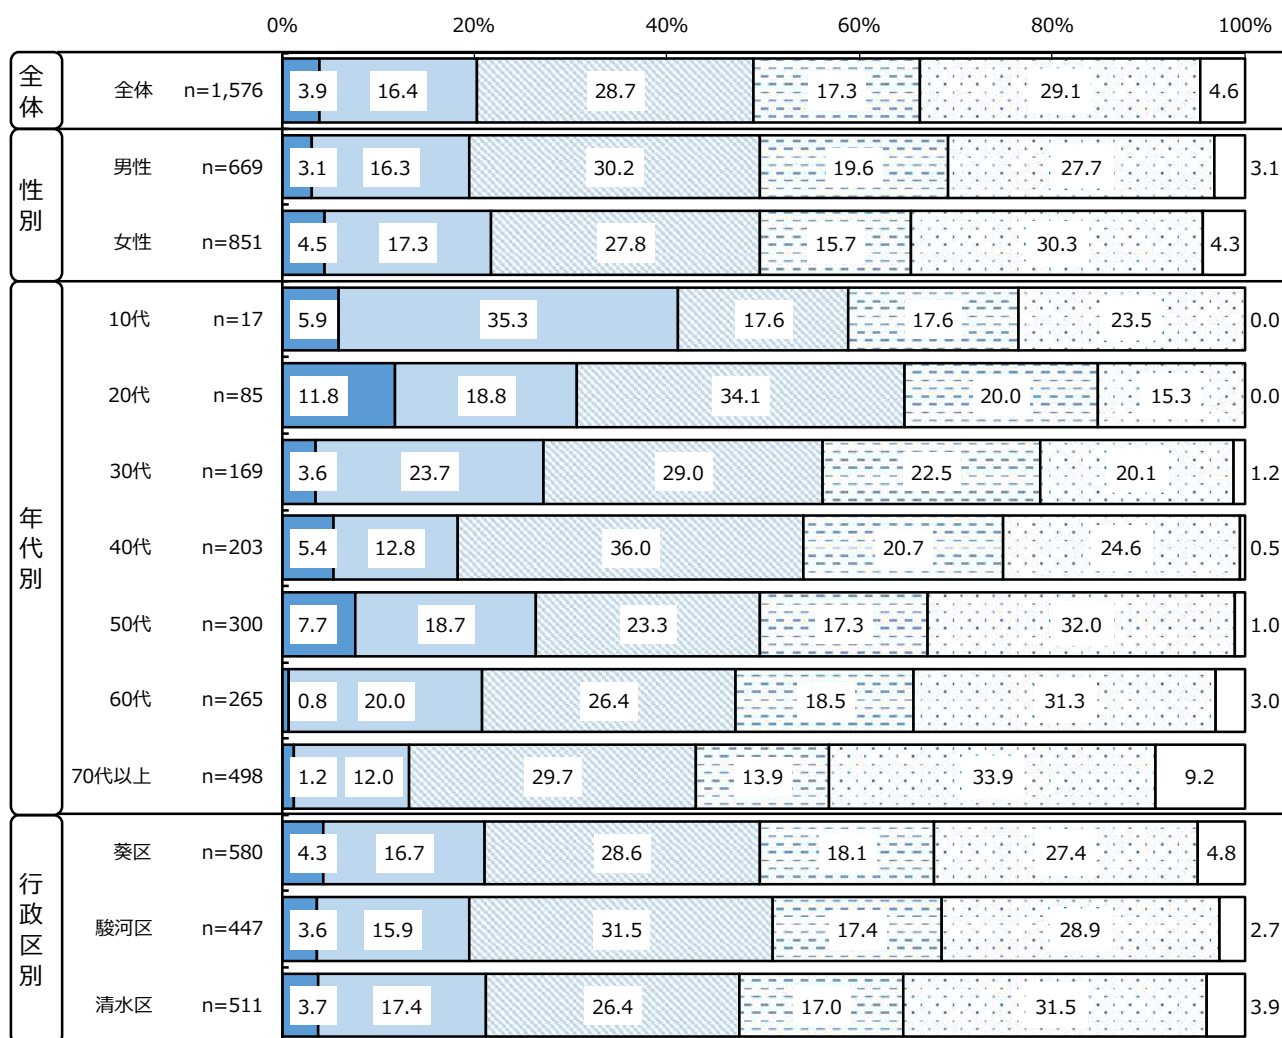 0% 20% 40% 60% 80% 100%
全体
全体 n=1,576 3.9 16.4 28.7 17.3 29.1 4.6
性別
男性 n=669 3.1 16.3 30.2 19.6 27.7 3.1
女性 n=851 4.5 17.3 27.8 15.7 30.3 4.3
年代別
10代 n=17 5.9 35.3 17.6 17.6 23.5 0.0
20代 n=85 11.8 18.8 34.1 20.0 15.3 0.0
30代 n=169 3.6 23.7 29.0 22.5 20.1 1.2
40代 n=203 5.4 12.8 36.0 20.7 24.6 0.5
50代 n=300 7.7 18.7 23.3 17.3 32.0 1.0
60代 n=265 0.8 20.0 26.4 18.5 31.3 3.0
70代以上 n=498 1.2 12.0 29.7 13.9 33.9 9.2
行政区別
葵区 n=580 4.3 16.7 28.6 18.1 27.4 4.8
駿河区 n=447 3.6 15.9 31.5 17.4 28.9 2.7
清水区 n=511 3.7 17.4 26.4 17.0 31.5 3.9